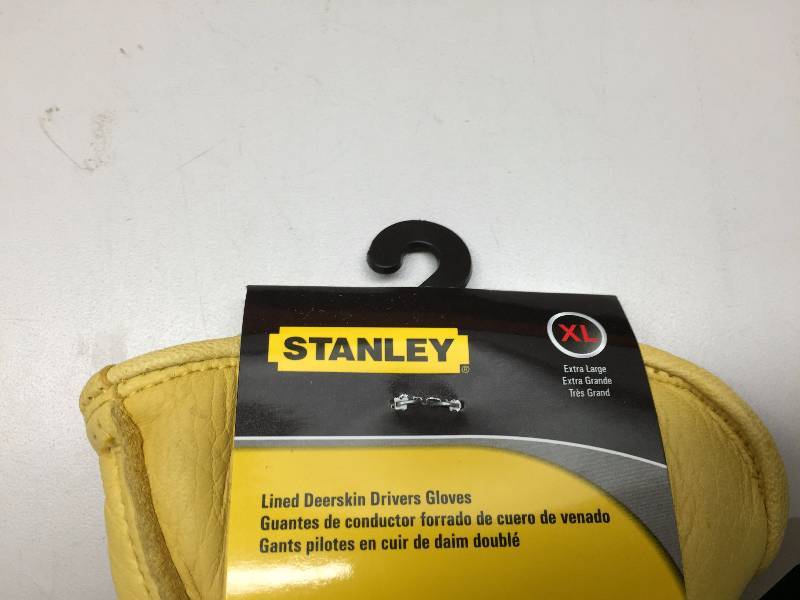 STANLEY®
XL
Extra Large
Extra Grande
Très Grand
Lined Deerskin Drivers Gloves
Guantes de conductor forrado de cuero de venado
Gants pilotes en cuir de daim doublé